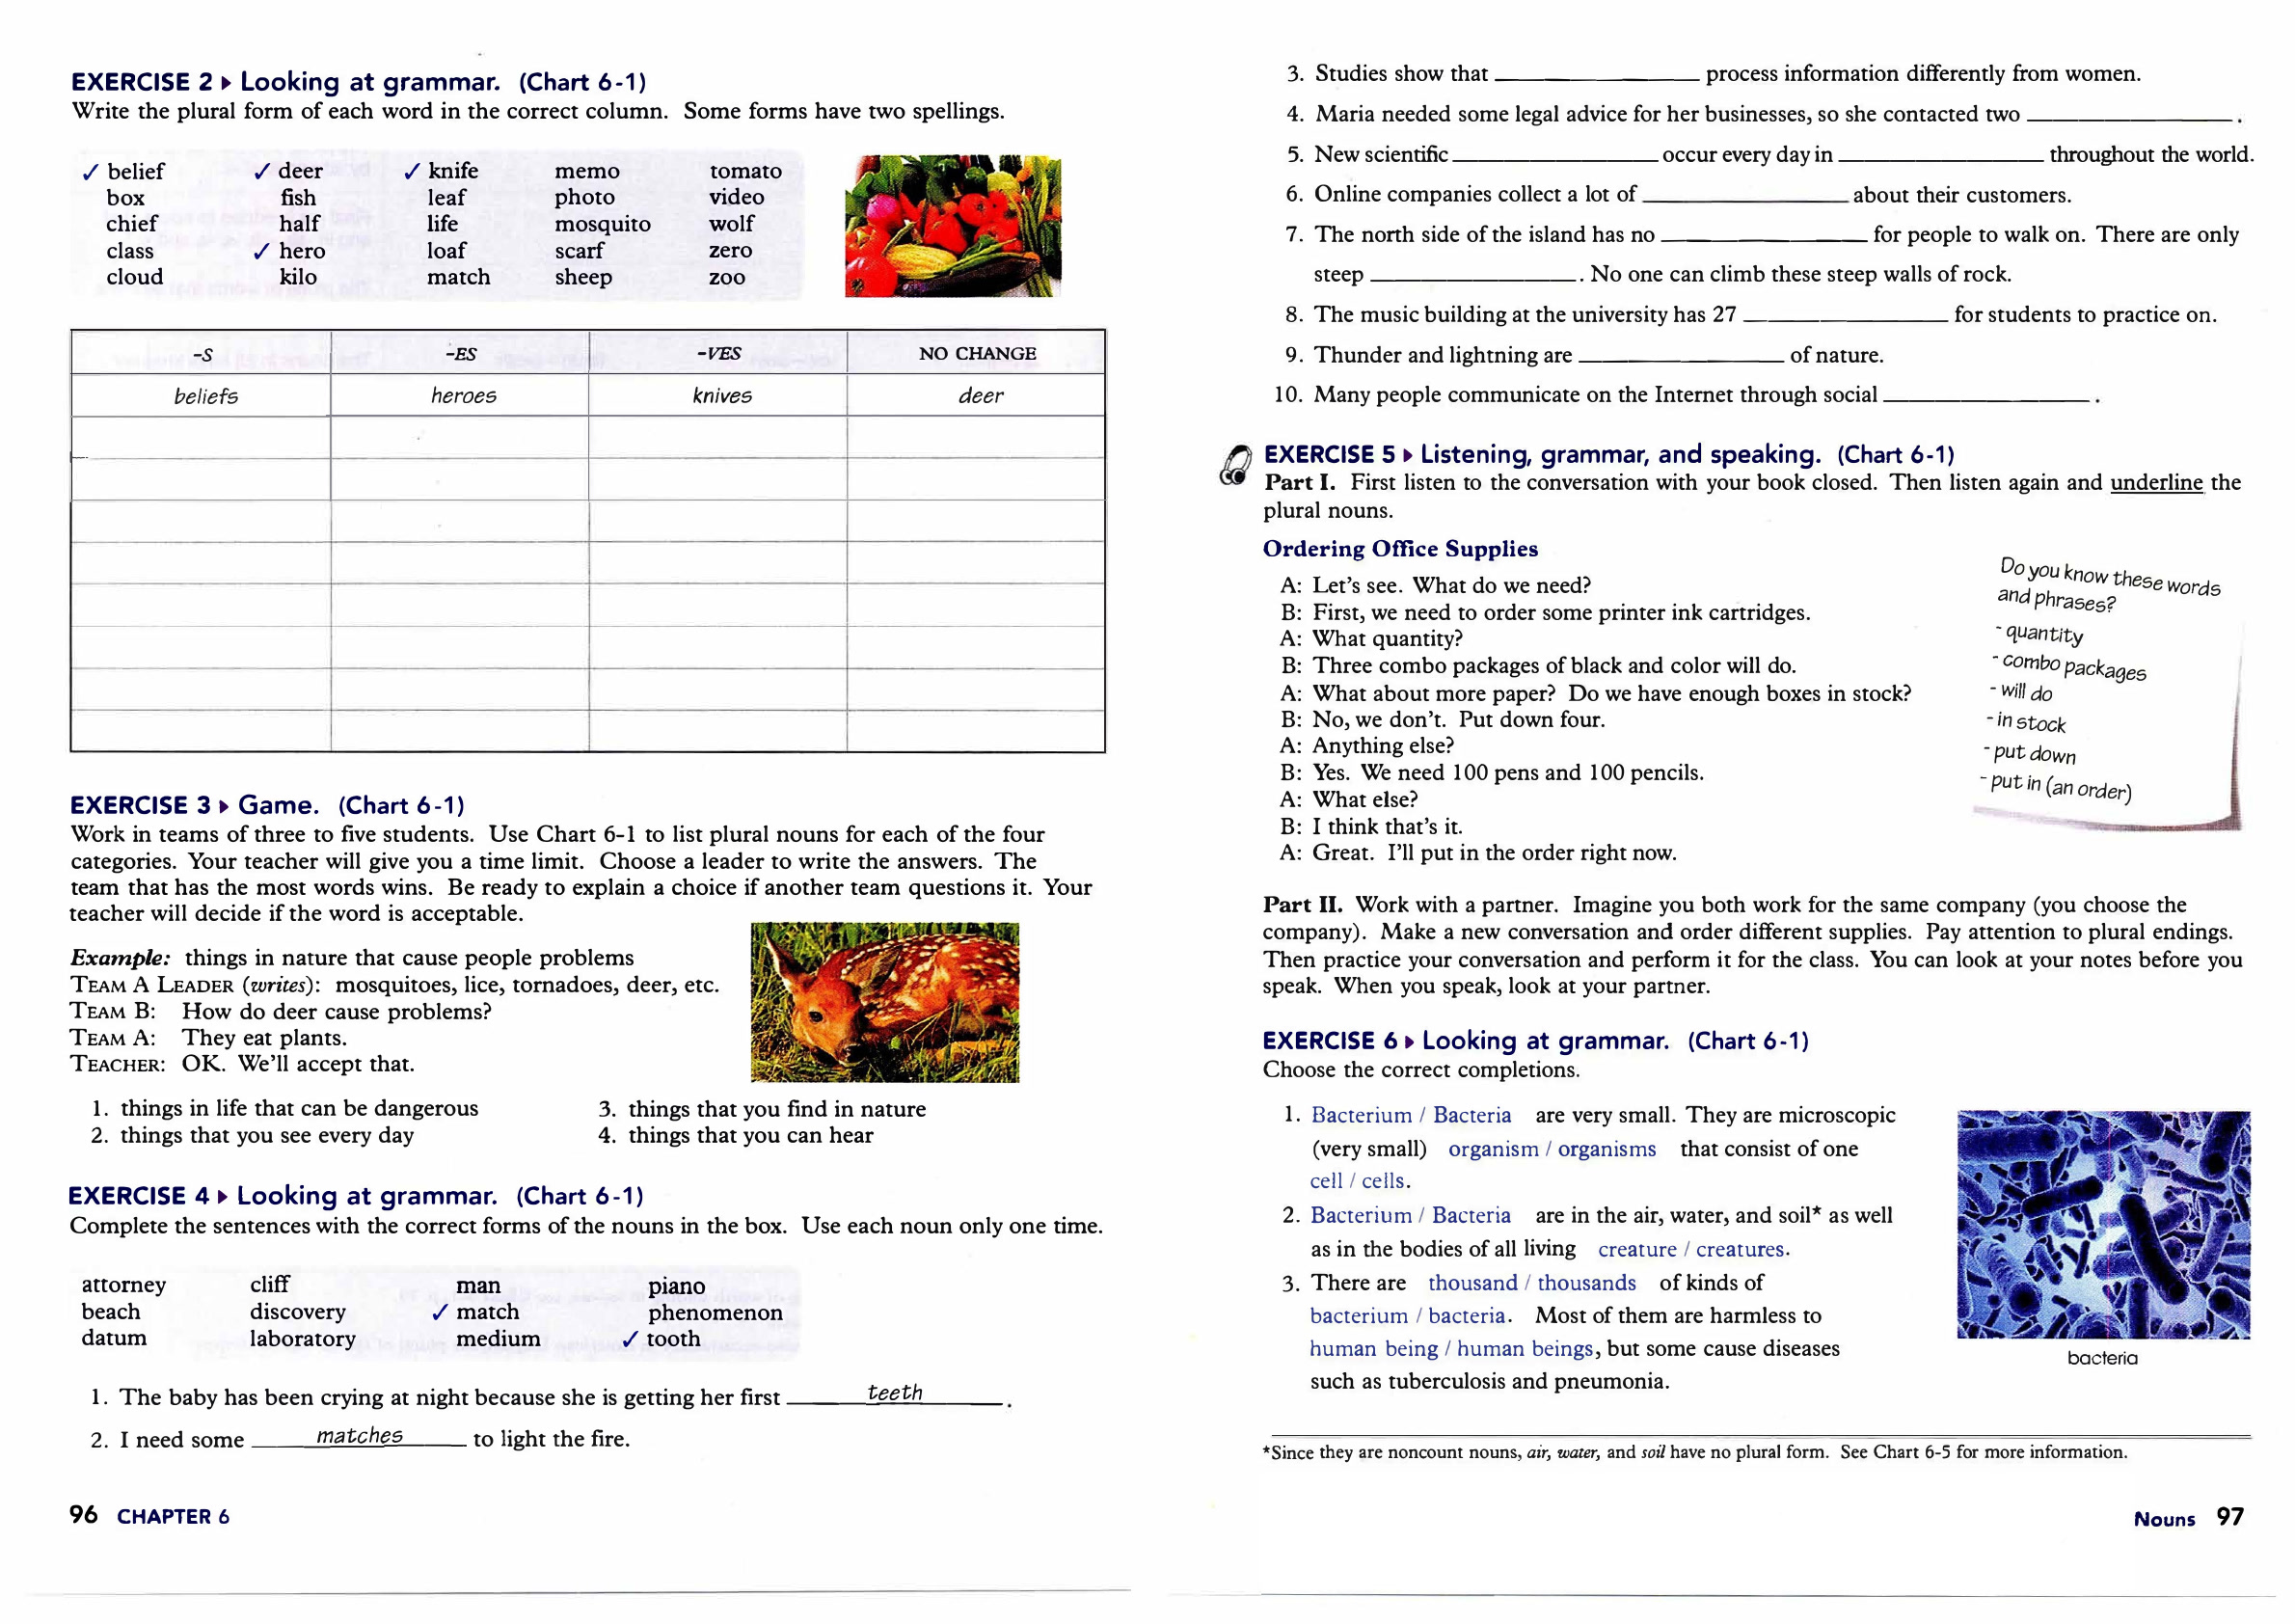 EXERCISE 2 ▸ Looking at grammar. (Chart 6-1)
Write the plural form of each word in the correct column. Some forms have two spellings.
✓ belief ✓ deer ✓ knife memo tomato
box fish leaf photo video
chief half life mosquito wolf
class ✓ hero loaf scarf zero
cloud kilo match sheep zoo
-S -ES -VES NO CHANGE
beliefs heroes knives deer
EXERCISE 3 ▸ Game. (Chart 6-1)
Work in teams of three to five students. Use Chart 6-1 to list plural nouns for each of the four
categories. Your teacher will give you a time limit. Choose a leader to write the answers. The
team that has the most words wins. Be ready to explain a choice if another team questions it. Your
teacher will decide if the word is acceptable.
Example: things in nature that cause people problems
TEAM A LEADER (writes): mosquitoes, lice, tornadoes, deer, etc.
TEAM B: How do deer cause problems?
TEAM A: They eat plants.
TEACHER: OK. We'll accept that.
1. things in life that can be dangerous 3. things that you find in nature
2. things that you see every day 4. things that you can hear
EXERCISE 4 ▸ Looking at grammar. (Chart 6-1)
Complete the sentences with the correct forms of the nouns in the box. Use each noun only one time.
attorney cliff man piano
beach discovery ✓ match phenomenon
datum laboratory medium ✓ tooth
1. The baby has been crying at night because she is getting her first teeth.
2. I need some matches to light the fire.
96 CHAPTER 6
3. Studies show that ________ process information differently from women.
4. Maria needed some legal advice for her businesses, so she contacted two ________.
5. New scientific ________ occur every day in ________ throughout the world.
6. Online companies collect a lot of ________ about their customers.
7. The north side of the island has no ________ for people to walk on. There are only
steep ________. No one can climb these steep walls of rock.
8. The music building at the university has 27 ________ for students to practice on.
9. Thunder and lightning are ________ of nature.
10. Many people communicate on the Internet through social ________.
EXERCISE 5 ▸ Listening, grammar, and speaking. (Chart 6-1)
Part I. First listen to the conversation with your book closed. Then listen again and underline the
plural nouns.
Ordering Office Supplies
A: Let's see. What do we need?
B: First, we need to order some printer ink cartridges.
A: What quantity?
B: Three combo packages of black and color will do.
A: What about more paper? Do we have enough boxes in stock?
B: No, we don't. Put down four.
A: Anything else?
B: Yes. We need 100 pens and 100 pencils.
A: What else?
B: I think that's it.
A: Great. I'll put in the order right now.
Do you know these words
and phrases?
- quantity
- combo packages
- will do
- in stock
- put down
- put in (an order)
Part II. Work with a partner. Imagine you both work for the same company (you choose the
company). Make a new conversation and order different supplies. Pay attention to plural endings.
Then practice your conversation and perform it for the class. You can look at your notes before you
speak. When you speak, look at your partner.
EXERCISE 6 ▸ Looking at grammar. (Chart 6-1)
Choose the correct completions.
1. Bacterium / Bacteria are very small. They are microscopic
(very small) organism / organisms that consist of one
cell / cells.
2. Bacterium / Bacteria are in the air, water, and soil* as well
as in the bodies of all living creature / creatures.
3. There are thousand / thousands of kinds of
bacterium / bacteria. Most of them are harmless to
human being / human beings, but some cause diseases
such as tuberculosis and pneumonia.
bacteria
*Since they are noncount nouns, air, water, and soil have no plural form. See Chart 6-5 for more information.
Nouns 97